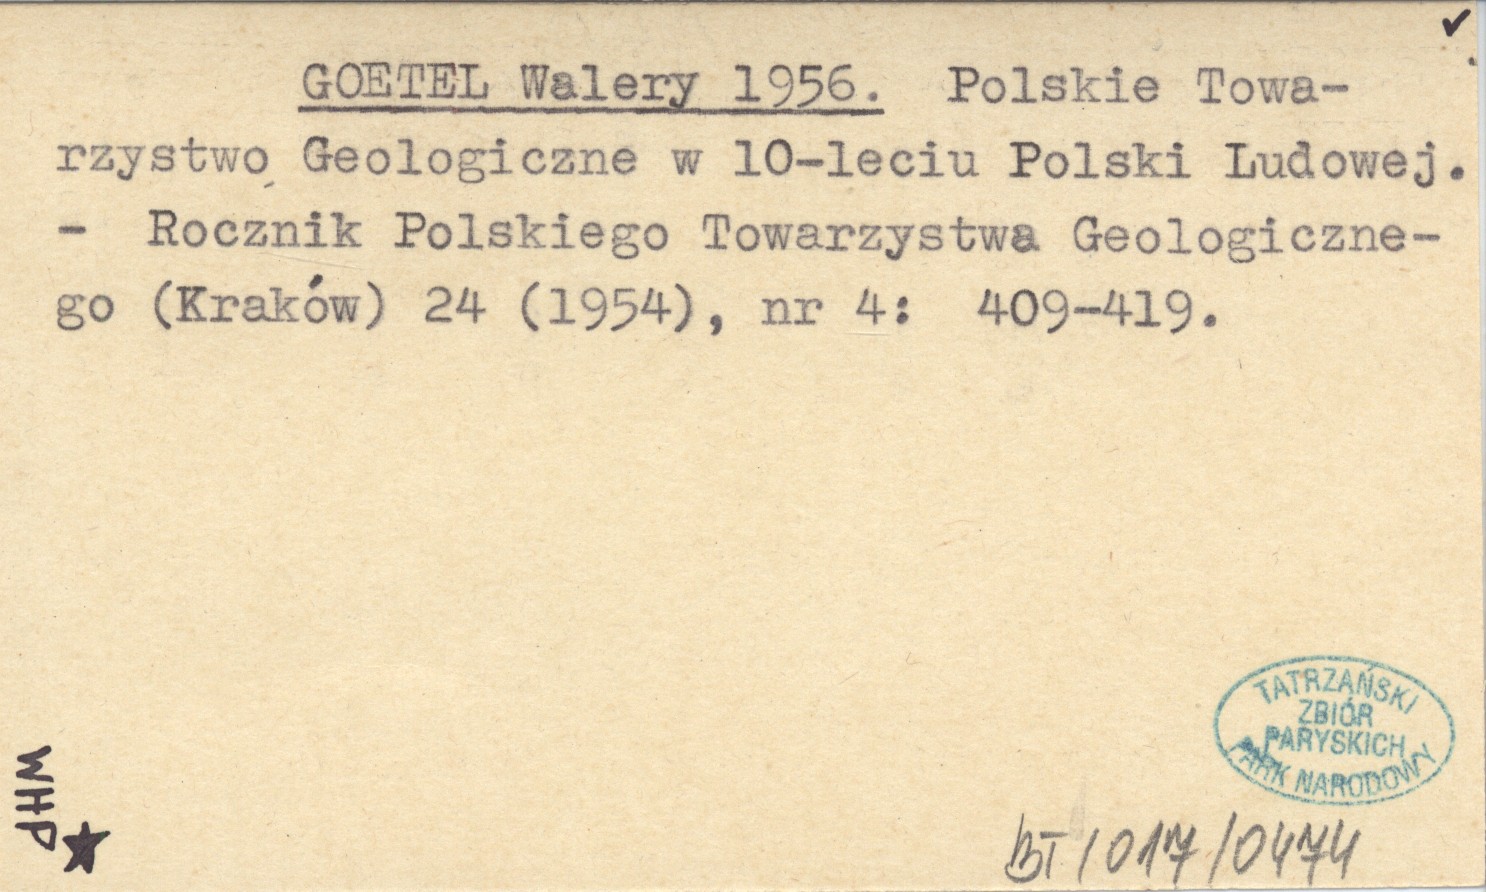 GOETEL Walery 1956. Polskie Towa-
rzystwo Geologiczne w 10-leciu Polski Ludowej.
- Rocznik Polskiego Towarzystwa Geologiczne-
go (Kraków) 24 (1954), nr 4: 409-419.
TATRZAŃSKI
ZBIÓR
PARYSKICH
PARK NARODOWY
WHP
BT/017/0474